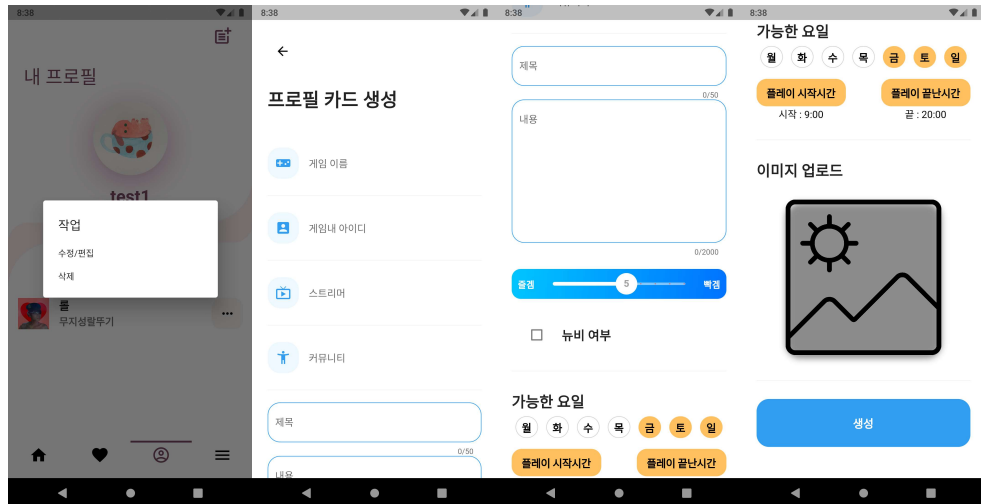 8:38
내 프로필
test1
작업
수정/편집
삭제
롤
무지성팔뚝기
8:38
프로필 카드 생성
게임 이름
게임내 아이디
스트리머
커뮤니티
제목
0/50
내용
8:38
제목
0/50
내용
0/2000
즐겜
5
빡겜
뉴비 여부
가능한 요일
월 화 수 목 금 토 일
플레이 시작시간 플레이 끝난시간
8:38
가능한 요일
월 화 수 목 금 토 일
플레이 시작시간 플레이 끝난시간
시작 : 9:00 끝 : 20:00
이미지 업로드
생성